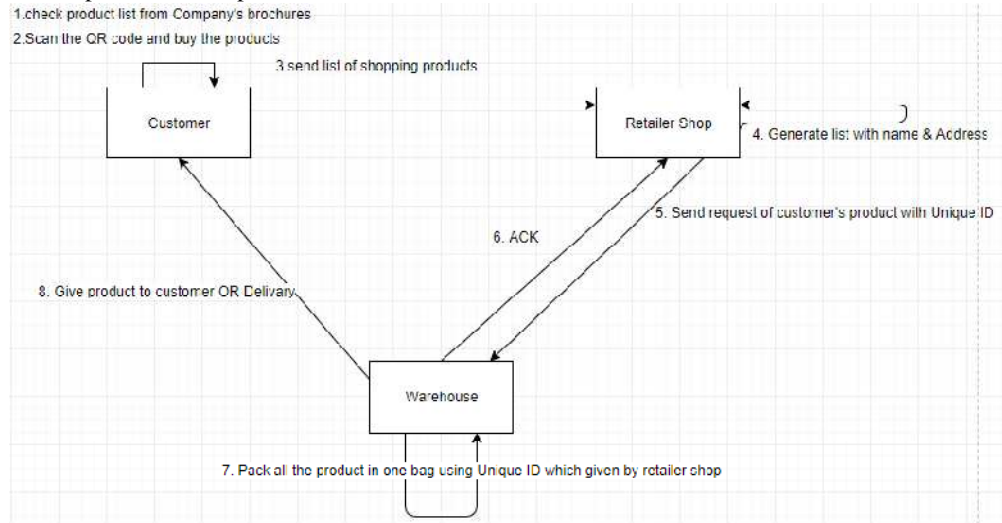 1.check product list from Company's brochures
2.Scan the QR code and buy the products
3.send list of shopping products
Customer
Retailer Shop
4. Generate list with name & Address
5. Send request of customer's product with Unique ID
6. ACK
8. Give product to customer OR Delivary
Warehouse
7. Pack all the product in one bag using Unique ID which given by retailer shop